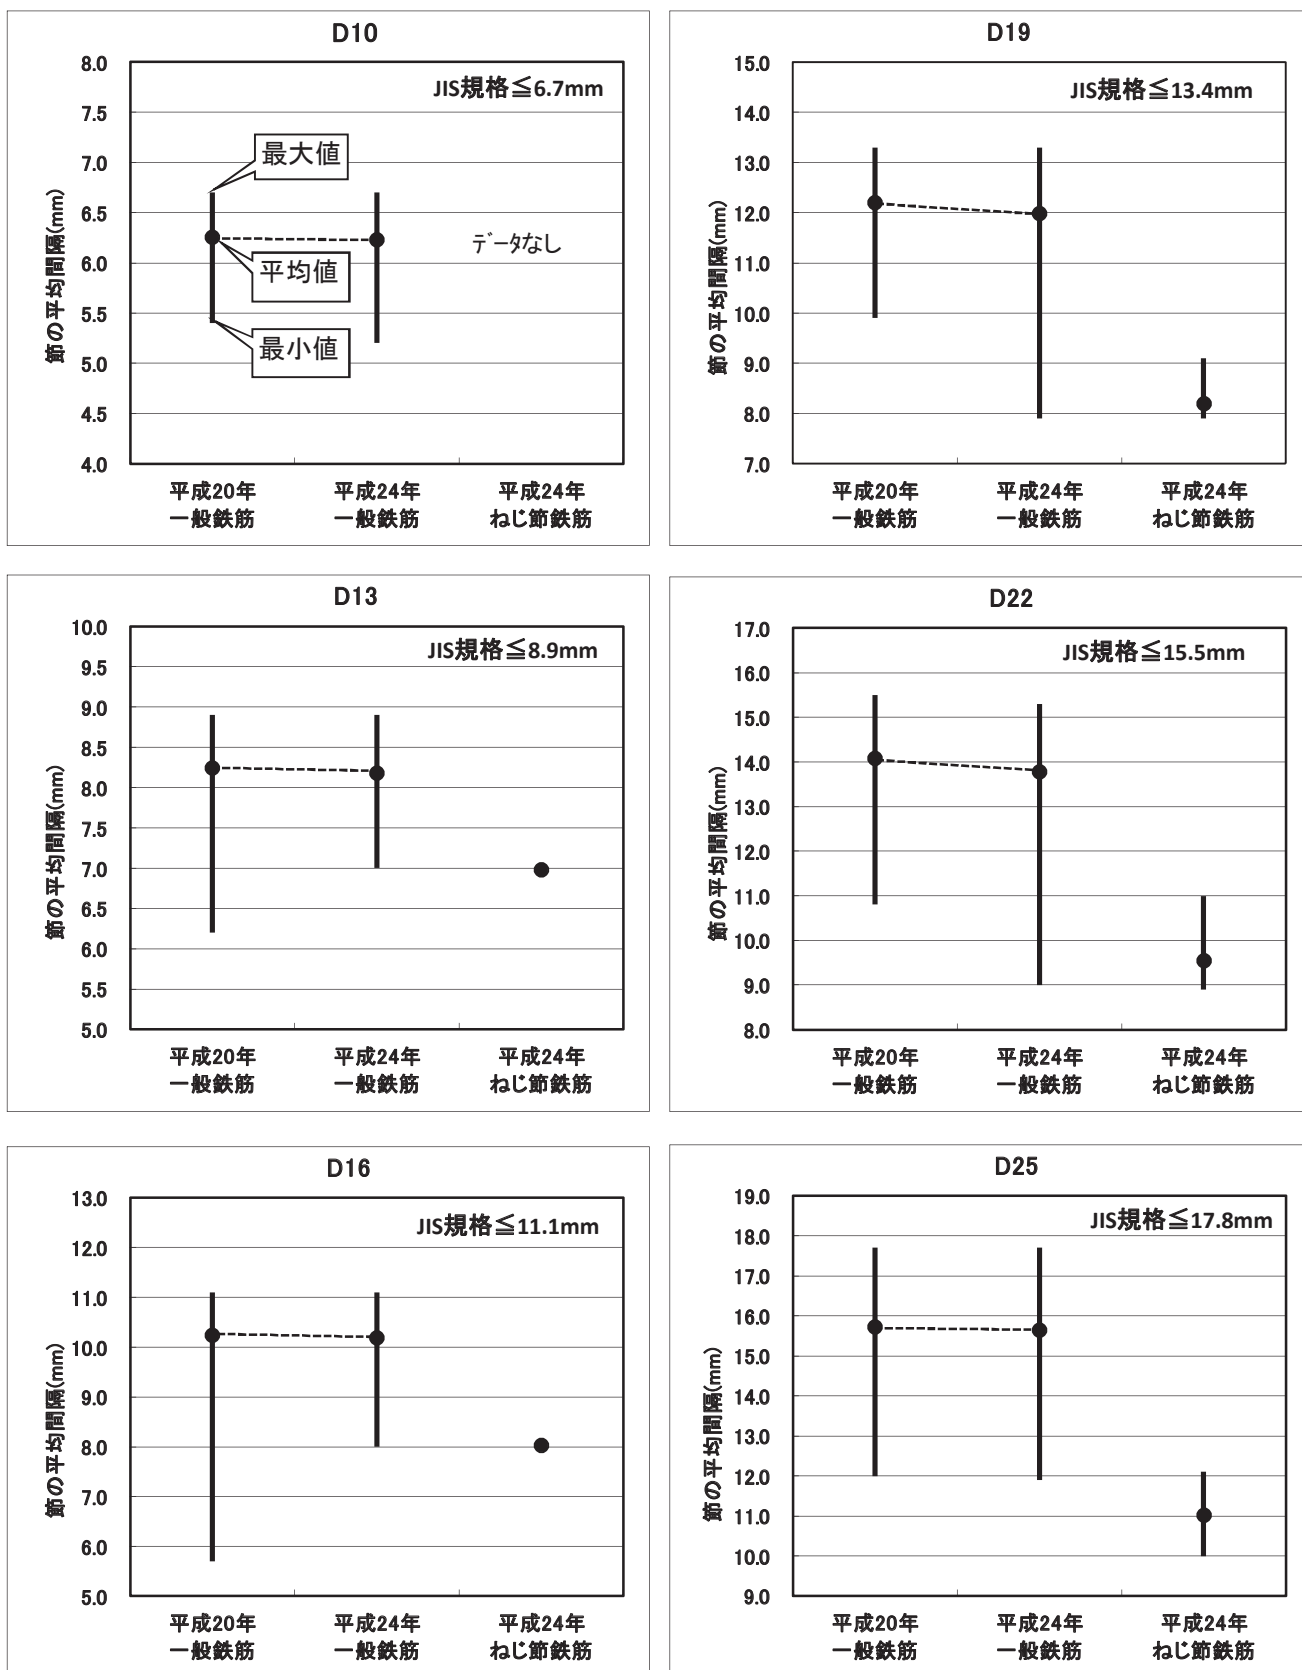 D10
JIS規格≦6.7mm
節の平均間隔(mm)
8.0
7.5
7.0
6.5
6.0
5.5
5.0
4.5
4.0
最大値
平均値
最小値
データなし
平成20年
一般鉄筋
平成24年
一般鉄筋
平成24年
ねじ節鉄筋
D19
JIS規格≦13.4mm
節の平均間隔(mm)
15.0
14.0
13.0
12.0
11.0
10.0
9.0
8.0
7.0
平成20年
一般鉄筋
平成24年
一般鉄筋
平成24年
ねじ節鉄筋
D13
JIS規格≦8.9mm
節の平均間隔(mm)
10.0
9.5
9.0
8.5
8.0
7.5
7.0
6.5
6.0
5.5
5.0
平成20年
一般鉄筋
平成24年
一般鉄筋
平成24年
ねじ節鉄筋
D22
JIS規格≦15.5mm
節の平均間隔(mm)
17.0
16.0
15.0
14.0
13.0
12.0
11.0
10.0
9.0
8.0
平成20年
一般鉄筋
平成24年
一般鉄筋
平成24年
ねじ節鉄筋
D16
JIS規格≦11.1mm
節の平均間隔(mm)
13.0
12.0
11.0
10.0
9.0
8.0
7.0
6.0
5.0
平成20年
一般鉄筋
平成24年
一般鉄筋
平成24年
ねじ節鉄筋
D25
JIS規格≦17.8mm
節の平均間隔(mm)
19.0
18.0
17.0
16.0
15.0
14.0
13.0
12.0
11.0
10.0
9.0
平成20年
一般鉄筋
平成24年
一般鉄筋
平成24年
ねじ節鉄筋